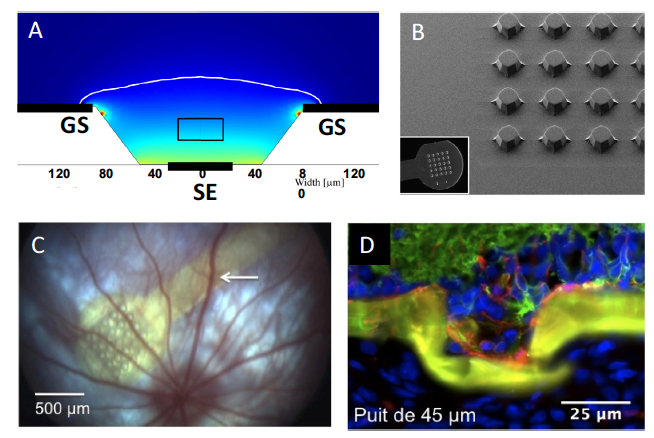 A
GS
GS
120
80
40
0
40
8
0
120
Width [µm]
SE
B
C
500 µm
D
Puit de 45 µm
25 µm